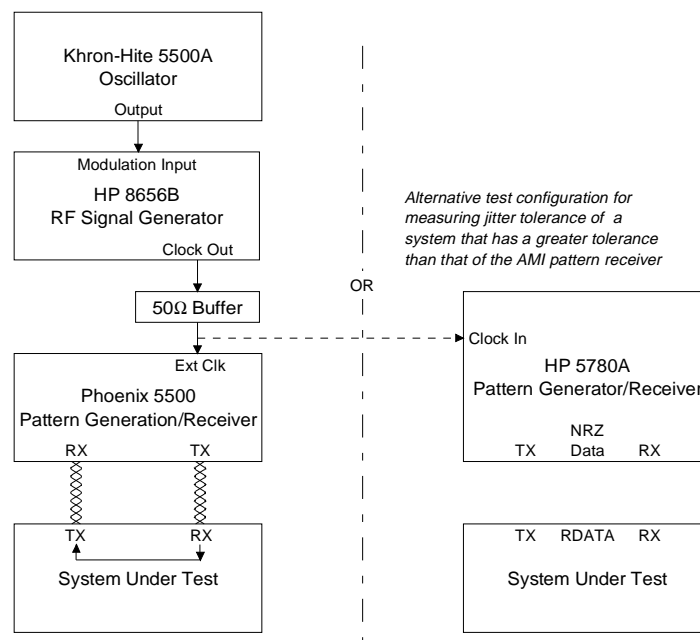 Khron-Hite 5500A
Oscillator
Output
Modulation Input
HP 8656B
RF Signal Generator
Clock Out
50Ω Buffer
Ext Clk
Phoenix 5500
Pattern Generation/Receiver
RX TX
TX RX
System Under Test
OR
Alternative test configuration for
measuring jitter tolerance of a
system that has a greater tolerance
than that of the AMI pattern receiver
Clock In
HP 5780A
Pattern Generator/Receiver
NRZ
TX Data RX
TX RDATA RX
System Under Test